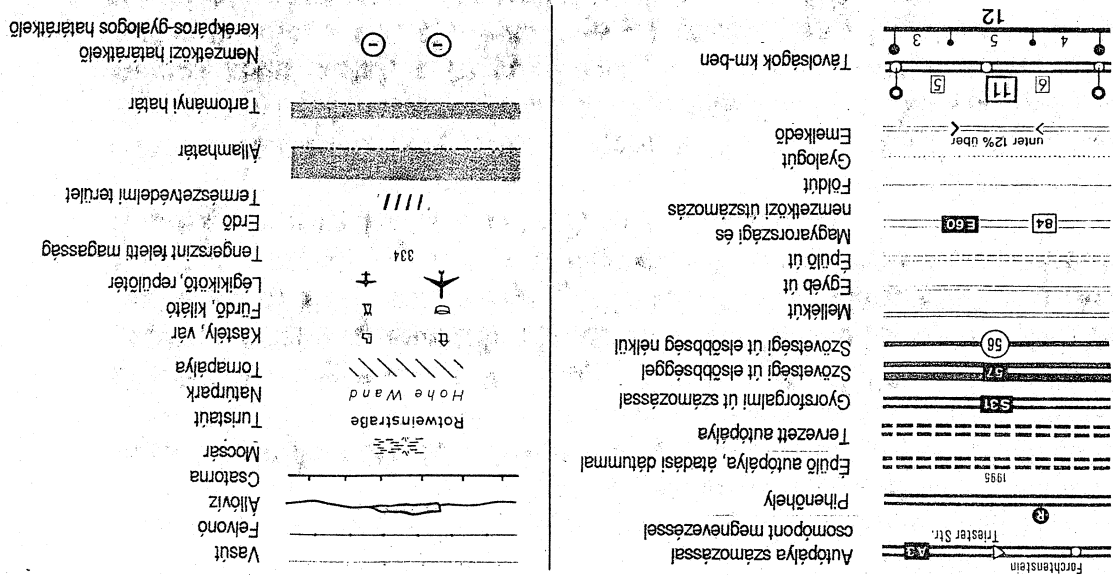 Forchtenstein
A3
Triester Str.
Autópálya számozással
csomópont megnevezéssel
R
Pihenőhely
1995
Épülő autópálya, átadási dátummal
Tervezett autópálya
S31
Gyorsforgalmi út számozással
57
Szövetségi út elsőbbséggel
56
Szövetségi út elsőbbség nélkül
Mellékút
Egyéb út
Épülő út
84 E60
Magyarországi és
nemzetközi útszámozás
Földút
Gyalogút
unter 12% über
Emelkedő
6 11 5
Távolságok km-ben
4 5 3
12
Vasút
Felvonó
Állóvíz
Csatorna
Mocsár
Rotweinstraße
Turistaút
Hohe Wand
Natúrpark
Tornapálya
Kastély, vár
Fürdő, kilátó
Légikikötő, repülőtér
334
Tengerszint feletti magasság
Erdő
Természetvédelmi terület
Államhatár
Tartományi határ
Nemzetközi határátkelő
kerékpáros-gyalogos határátkelő